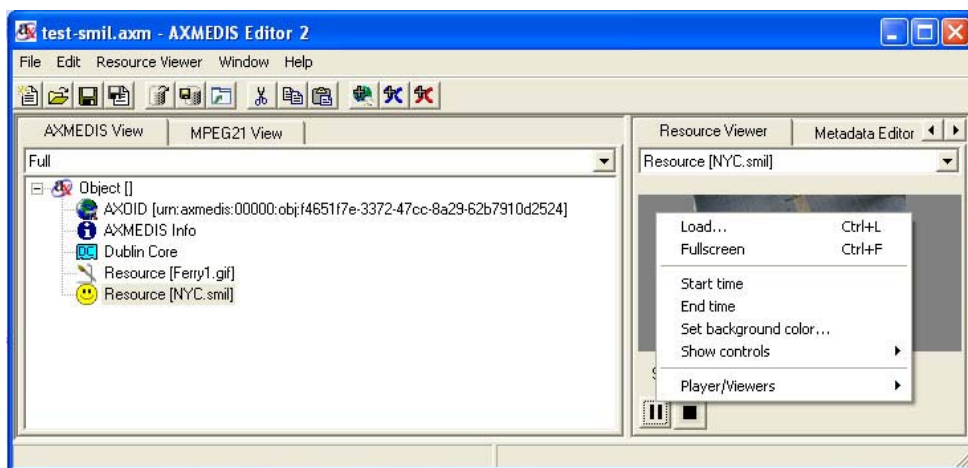 test-smil.axm - AXMEDIS Editor 2
File Edit Resource Viewer Window Help
AXMEDIS View MPEG21 View
Full
Object []
AXOID [urn:axmedis:00000:obj:f4651f7e-3372-47cc-8a29-62b7910d2524]
AXMEDIS Info
DC Dublin Core
Resource [Ferry1.gif]
Resource [NYC.smil]
Resource Viewer Metadata Editor
Resource [NYC.smil]
Load... Ctrl+L
Fullscreen Ctrl+F
Start time
End time
Set background color...
Show controls
Player/Viewers